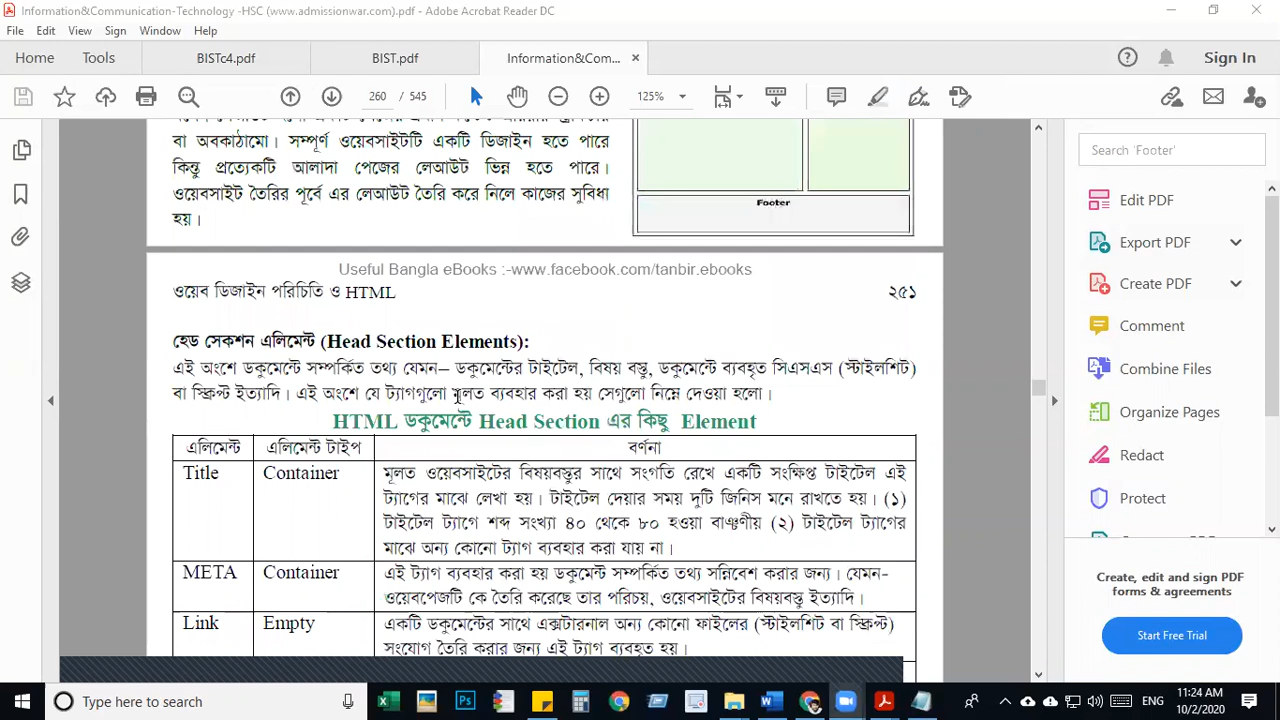 Information&Communication-Technology -HSC (www.admissionwar.com).pdf - Adobe Acrobat Reader DC
File Edit View Sign Window Help
Home Tools BISTc4.pdf BIST.pdf Information&Com... × Sign In
260 / 545 125%
বা অবকাঠামো। সম্পূর্ণ ওয়েবসাইটটি একটি ডিজাইন হতে পারে
কিন্তু প্রত্যেকটি আলাদা পেজের লেআউট ভিন্ন হতে পারে।
ওয়েবসাইট তৈরির পূর্বে এর লেআউট তৈরি করে নিলে কাজের সুবিধা
হয়।
Footer
Useful Bangla eBooks :-www.facebook.com/tanbir.ebooks
ওয়েব ডিজাইন পরিচিতি ও HTML ২৫১
হেড সেকশন এলিমেন্ট (Head Section Elements):
এই অংশে ডকুমেন্টে সম্পর্কিত তথ্য যেমন– ডকুমেন্টের টাইটেল, বিষয় বস্তু, ডকুমেন্টে ব্যবহৃত সিএসএস (স্টাইলশিট)
বা স্ক্রিপ্ট ইত্যাদি। এই অংশে যে ট্যাগগুলো মূলত ব্যবহার করা হয় সেগুলো নিম্নে দেওয়া হলো।
HTML ডকুমেন্টে Head Section এর কিছু Element
এলিমেন্ট এলিমেন্ট টাইপ বর্ণনা
Title Container মূলত ওয়েবসাইটের বিষয়বস্তুর সাথে সংগতি রেখে একটি সংক্ষিপ্ত টাইটেল এই
ট্যাগের মাঝে লেখা হয়। টাইটেল দেয়ার সময় দুটি জিনিস মনে রাখতে হয়। (১)
টাইটেল ট্যাগে শব্দ সংখ্যা ৪০ থেকে ৮০ হওয়া বাঞ্ছণীয় (২) টাইটেল ট্যাগের
মাঝে অন্য কোনো ট্যাগ ব্যবহার করা যায় না।
META Container এই ট্যাগ ব্যবহার করা হয় ডকুমেন্ট সম্পর্কিত তথ্য সন্নিবেশ করার জন্য। যেমন-
ওয়েবপেজটি কে তৈরি করেছে তার পরিচয়, ওয়েবসাইটের বিষয়বস্তু ইত্যাদি।
Link Empty একটি ডকুমেন্টের সাথে এক্সটারনাল অন্য কোনো ফাইলের (স্টাইলশিট বা স্ক্রিপ্ট)
সংযোগ তৈরি করার জন্য এই ট্যাগ ব্যবহৃত হয়।
Search 'Footer'
Edit PDF
Export PDF
Create PDF
Comment
Combine Files
Organize Pages
Redact
Protect
Create, edit and sign PDF
forms & agreements
Start Free Trial
Type here to search
ENG
11:24 AM
10/2/2020